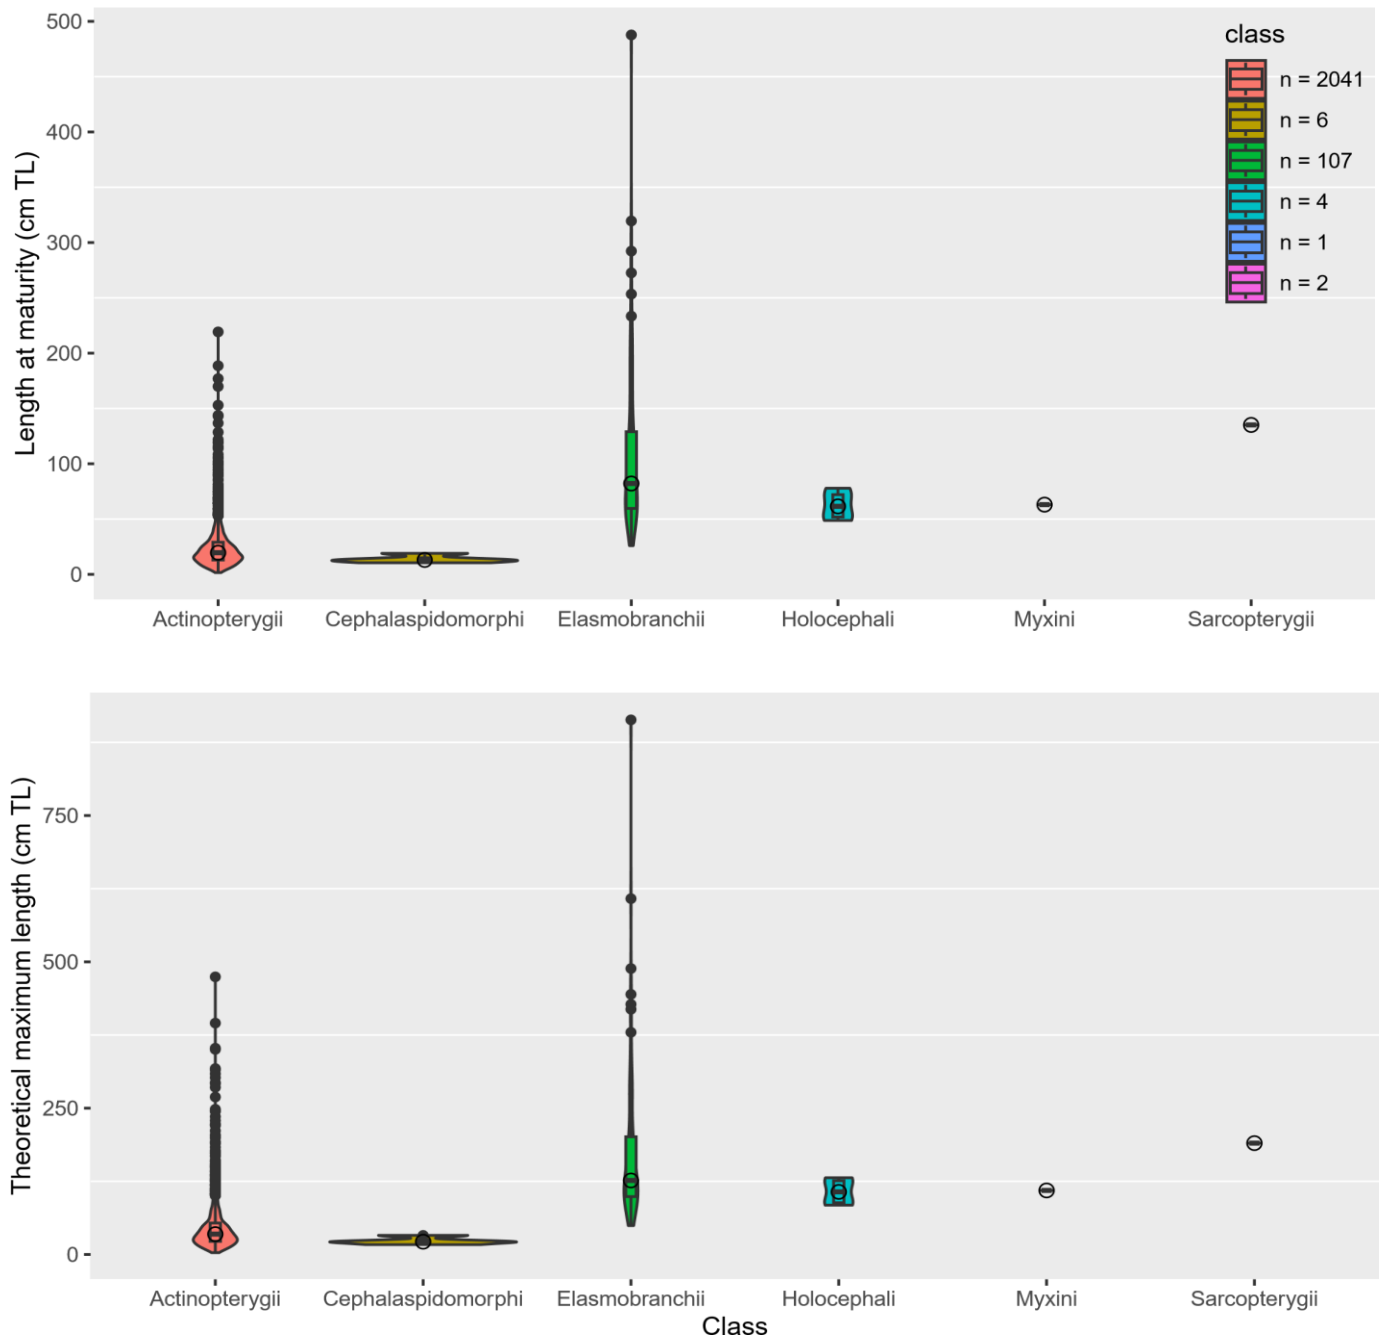 class
n = 2041
n = 6
n = 107
n = 4
n = 1
n = 2
Length at maturity (cm TL)
500
400
300
200
100
0
Actinopterygii Cephalaspidomorphi Elasmobranchii Holocephali Myxini Sarcopterygii
Theoretical maximum length (cm TL)
750
500
250
0
Actinopterygii Cephalaspidomorphi Elasmobranchii Holocephali Myxini Sarcopterygii
Class